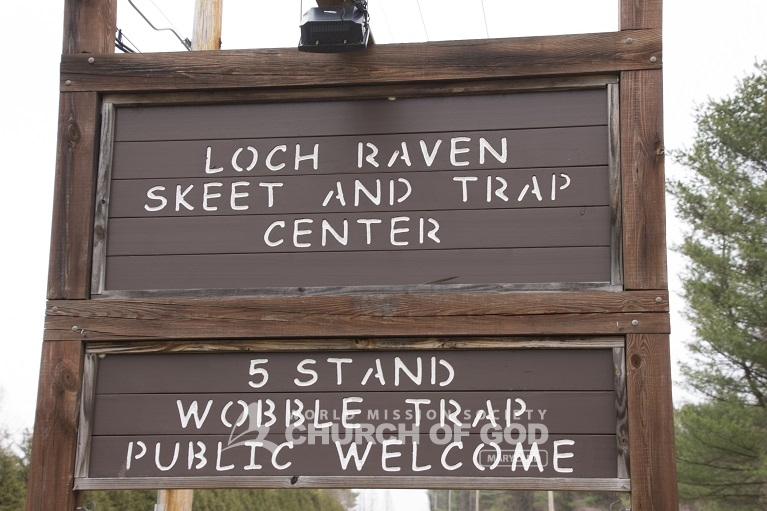 LOCH RAVEN
SKEET AND TRAP
CENTER
5 STAND
WOBBLE TRAP
WORLD MISSION SOCIETY
CHURCH OF GOD
PUBLIC WELCOME